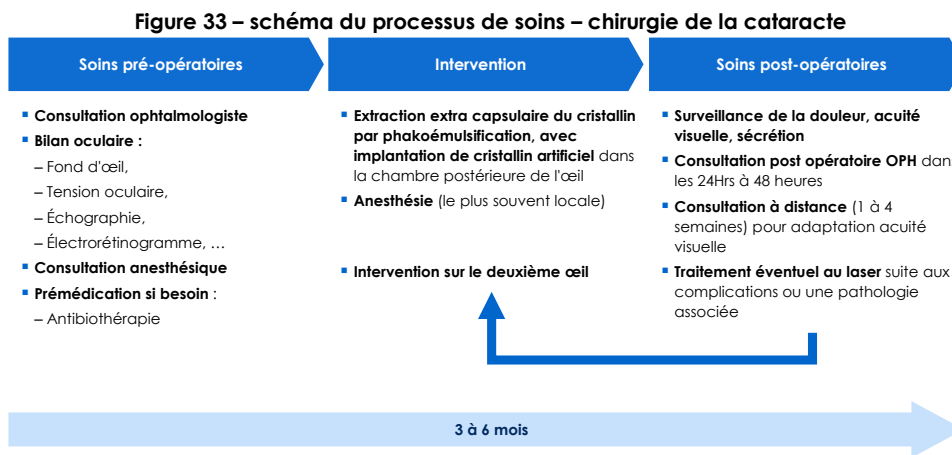 Figure 33 – schéma du processus de soins – chirurgie de la cataracte
Soins pré-opératoires
Intervention
Soins post-opératoires
▪ Consultation ophtalmologiste
▪ Bilan oculaire :
– Fond d'œil,
– Tension oculaire,
– Échographie,
– Électrorétinogramme, …
▪ Consultation anesthésique
▪ Prémédication si besoin :
– Antibiothérapie
▪ Extraction extra capsulaire du cristallin
par phakoémulsification, avec
implantation de cristallin artificiel dans
la chambre postérieure de l'œil
▪ Anesthésie (le plus souvent locale)
▪ Intervention sur le deuxième œil
▪ Surveillance de la douleur, acuité
visuelle, sécrétion
▪ Consultation post opératoire OPH dan
les 24Hrs à 48 heures
▪ Consultation à distance (1 à 4
semaines) pour adaptation acuité
visuelle
▪ Traitement éventuel au laser suite aux
complications ou une pathologie
associée
3 à 6 mois